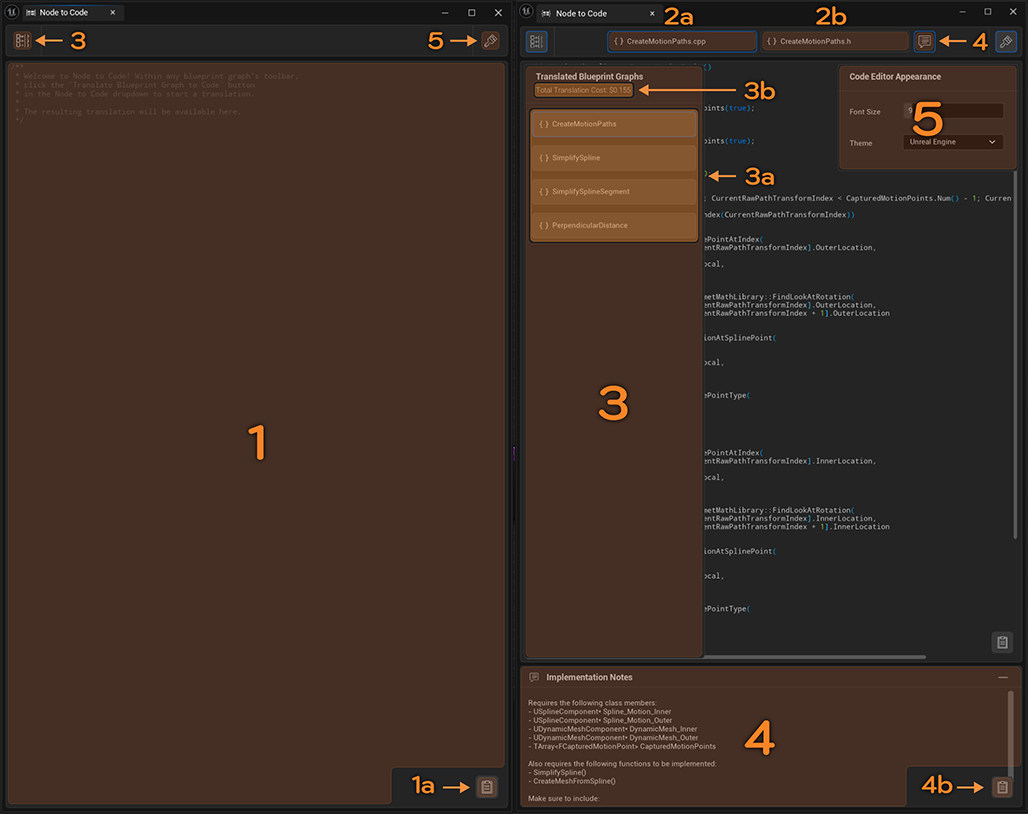 Node to Code
3
5
/**
* Welcome to Node to Code! Within any blueprint graph's toolbar,
* click the `Translate Blueprint Graph to Code` button
* in the Node to Code dropdown to start a translation.
*
* The resulting translation will be available here.
*/
1
1a
Node to Code
2a
2b
{ } CreateMotionPaths.cpp
{ } CreateMotionPaths.h
4
Translated Blueprint Graphs
Total Translation Cost: $0.155
3b
{ } CreateMotionPaths
{ } SimplifySpline
{ } SimplifySplineSegment
{ } PerpendicularDistance
3a
3
Code Editor Appearance
Font Size
9
5
Theme
Unreal Engine
()
oints(true);
oints(true);
);
; CurrentRawPathTransformIndex < CapturedMotionPoints.Num() - 1; Curren
ndex(CurrentRawPathTransformIndex))
ePointAtIndex(
entRawPathTransformIndex].OuterLocation,
ocal,
metMathLibrary::FindLookAtRotation(
entRawPathTransformIndex].OuterLocation,
entRawPathTransformIndex + 1].OuterLocation
ionAtSplinePoint(
ocal,
ePointType(
ePointAtIndex(
entRawPathTransformIndex].InnerLocation,
ocal,
metMathLibrary::FindLookAtRotation(
entRawPathTransformIndex].InnerLocation,
entRawPathTransformIndex + 1].InnerLocation
ionAtSplinePoint(
ocal,
ePointType(
Implementation Notes
Requires the following class members:
- USplineComponent* Spline_Motion_Inner
- USplineComponent* Spline_Motion_Outer
- UDynamicMeshComponent* DynamicMesh_Inner
- UDynamicMeshComponent* DynamicMesh_Outer
- TArray<FCapturedMotionPoint> CapturedMotionPoints
Also requires the following functions to be implemented:
- SimplifySpline()
- CreateMeshFromSpline()
Make sure to include:
4
4b